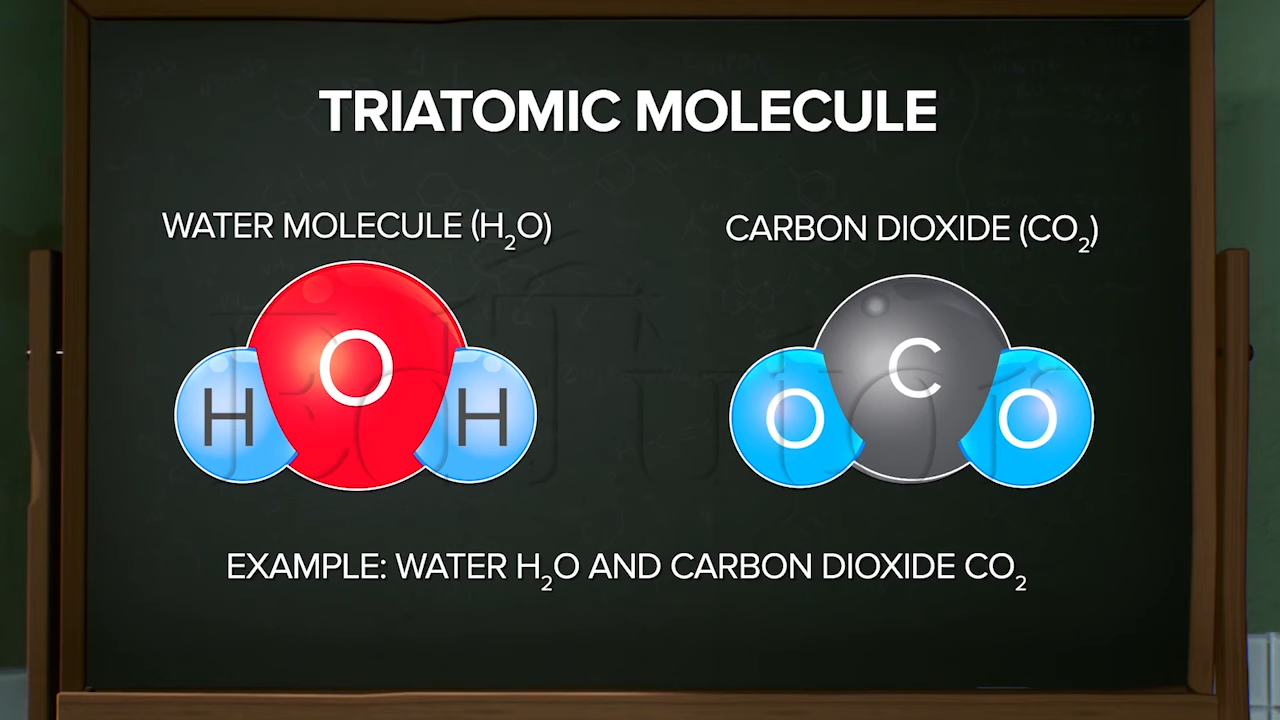 TRIATOMIC MOLECULE
WATER MOLECULE (H₂O)
CARBON DIOXIDE (CO₂)
H O H
O C O
EXAMPLE: WATER H₂O AND CARBON DIOXIDE CO₂